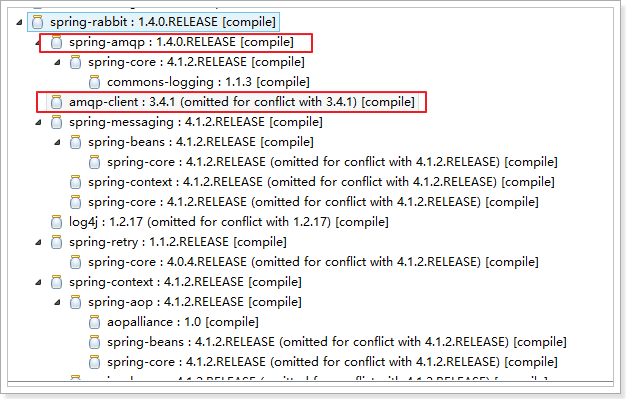 spring-rabbit : 1.4.0.RELEASE [compile]
spring-amqp : 1.4.0.RELEASE [compile]
spring-core : 4.1.2.RELEASE [compile]
commons-logging : 1.1.3 [compile]
amqp-client : 3.4.1 (omitted for conflict with 3.4.1) [compile]
spring-messaging : 4.1.2.RELEASE [compile]
spring-beans : 4.1.2.RELEASE [compile]
spring-core : 4.1.2.RELEASE (omitted for conflict with 4.1.2.RELEASE) [compile]
spring-context : 4.1.2.RELEASE (omitted for conflict with 4.1.2.RELEASE) [compile]
spring-core : 4.1.2.RELEASE (omitted for conflict with 4.1.2.RELEASE) [compile]
log4j : 1.2.17 (omitted for conflict with 1.2.17) [compile]
spring-retry : 1.1.2.RELEASE [compile]
spring-core : 4.0.4.RELEASE (omitted for conflict with 4.1.2.RELEASE) [compile]
spring-context : 4.1.2.RELEASE [compile]
spring-aop : 4.1.2.RELEASE [compile]
aopalliance : 1.0 [compile]
spring-beans : 4.1.2.RELEASE (omitted for conflict with 4.1.2.RELEASE) [compile]
spring-core : 4.1.2.RELEASE (omitted for conflict with 4.1.2.RELEASE) [compile]